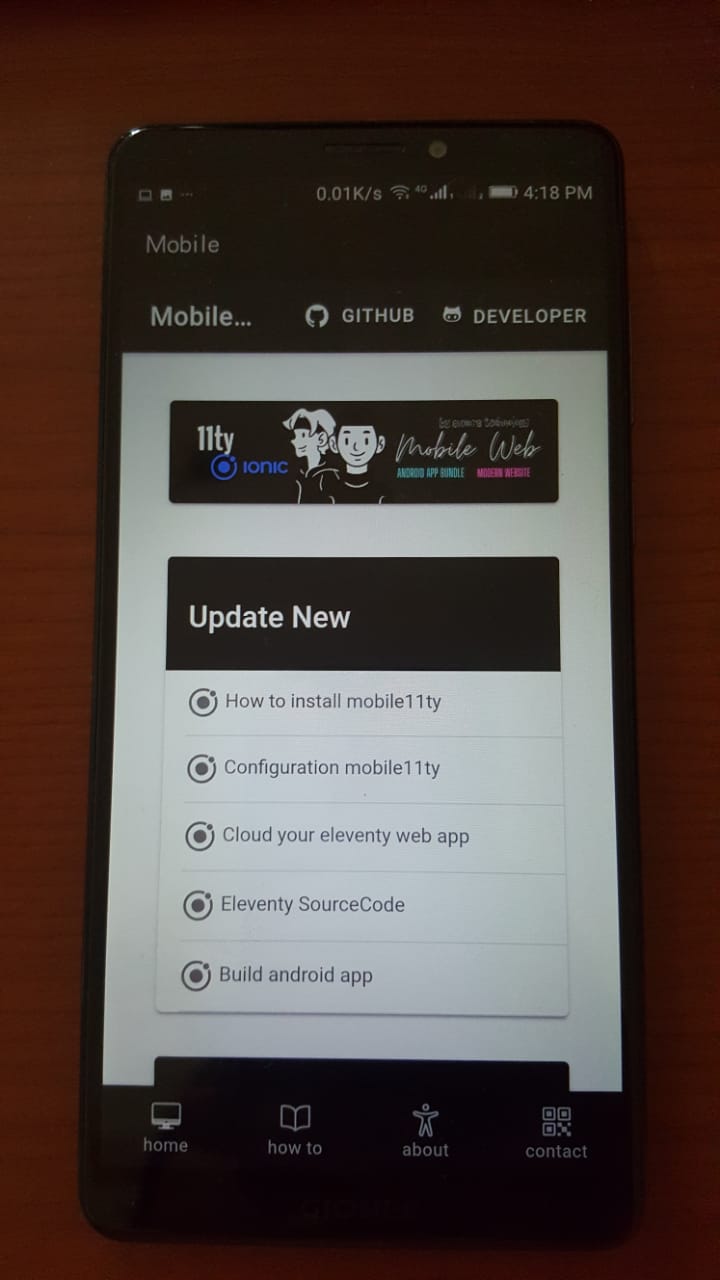 0.01K/s 4G 4:18 PM
Mobile
Mobile... GITHUB DEVELOPER
11ty
IONIC
Mobile Web
ANDROID APP BUNDLE MODERN WEBSITE
Update New
How to install mobile11ty
Configuration mobile11ty
Cloud your eleventy web app
Eleventy SourceCode
Build android app
home how to about contact
GIONEE